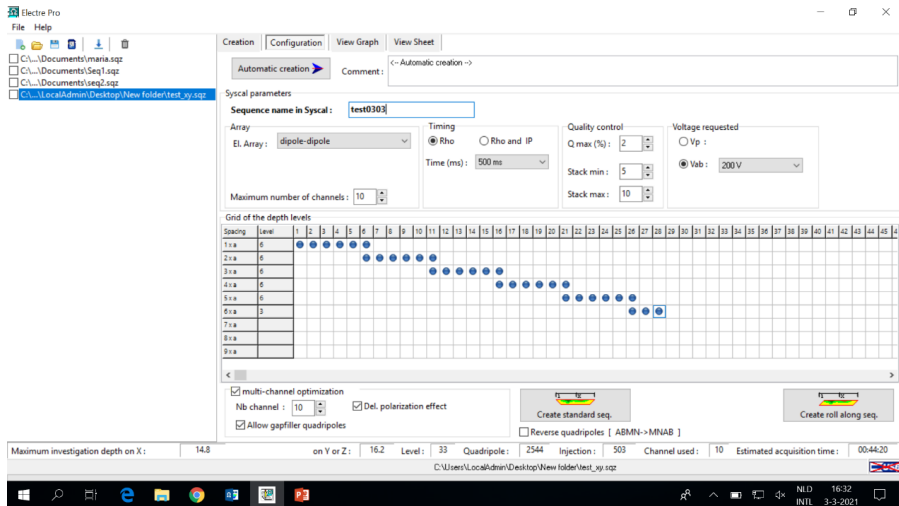 Electre Pro
File Help
C:\...\Documents\maria.sqz
C:\...\Documents\Seq1.sqz
C:\...\Documents\seq2.sqz
C:\...\LocalAdmin\Desktop\New folder\test_xy.sqz
Creation Configuration View Graph View Sheet
Automatic creation
Comment :
<-- Automatic creation -->
Syscal parameters
Sequence name in Syscal : test0303
Array
El. Array : dipole-dipole
Maximum number of channels : 10
Timing
Rho Rho and IP
Time (ms) : 500 ms
Quality control
Q max (%) : 2
Stack min : 5
Stack max : 10
Voltage requested
Vp :
Vab : 200 V
Grid of the depth levels
Spacing Level 1 2 3 4 5 6 7 8 9 10 11 12 13 14 15 16 17 18 19 20 21 22 23 24 25 26 27 28 29 30 31 32 33 34 35 36 37 38 39 40 41 42 43 44 45 4
1 x a 6
2 x a 6
3 x a 6
4 x a 6
5 x a 6
6 x a 3
7 x a
8 x a
9 x a
multi-channel optimization
Nb channel : 10 Del. polarization effect
Allow gapfiller quadripoles
Create standard seq.
Reverse quadripoles [ ABMN->MNAB ]
Create roll along seq.
Maximum investigation depth on X : 14.8 on Y or Z : 16.2 Level : 33 Quadripole : 2544 Injection : 503 Channel used : 10 Estimated acquisition time : 00:44:20
C:\Users\LocalAdmin\Desktop\New folder\test_xy.sqz
NLD
INTL
16:32
3-3-2021